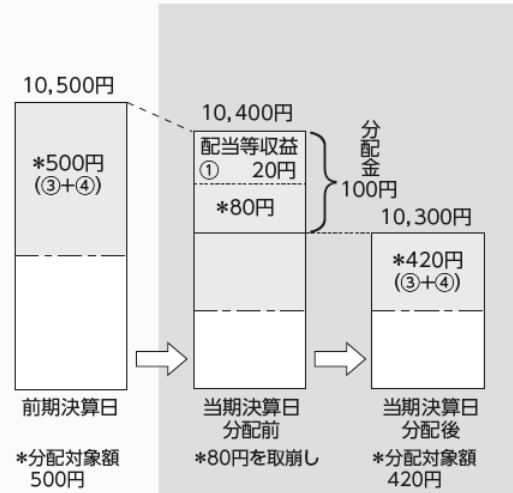 10,500円
*500円
(③+④)
前期決算日
*分配対象額
500円
10,400円
配当等収益
① 20円
*80円
分配金
100円
当期決算日
分配前
*80円を取崩し
10,300円
*420円
(③+④)
当期決算日
分配後
*分配対象額
420円